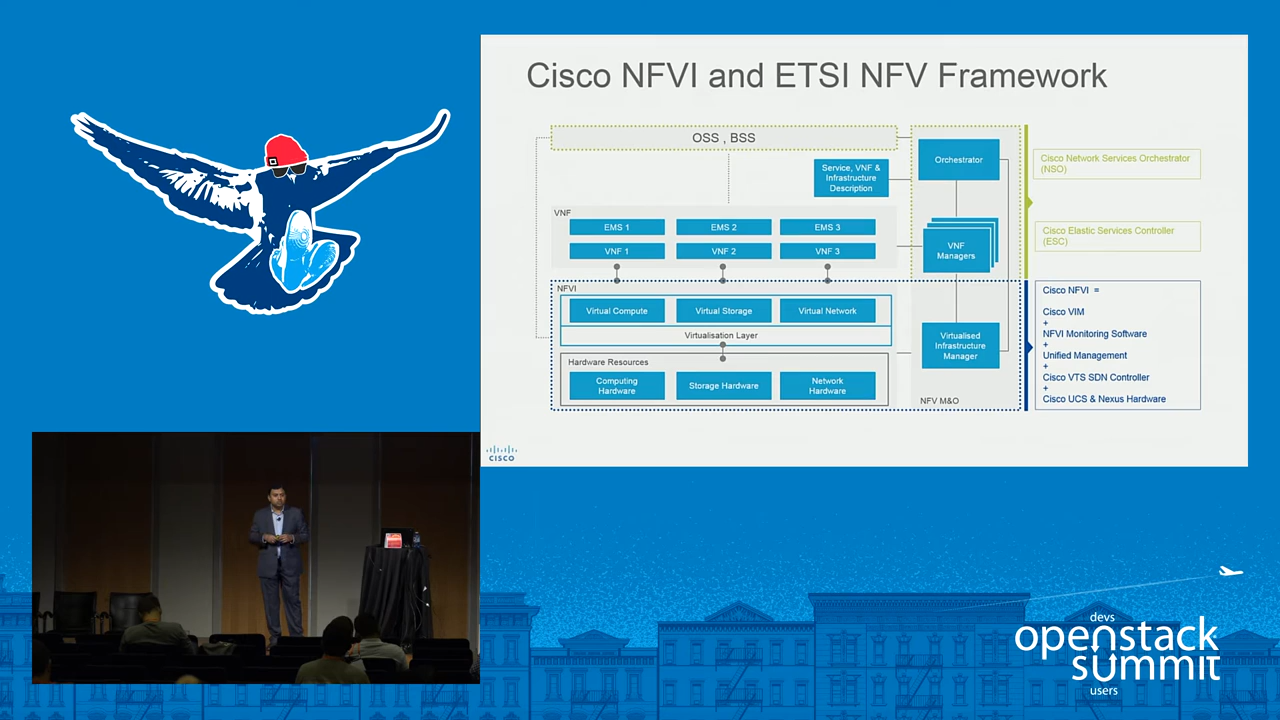 Cisco NFVI and ETSI NFV Framework
OSS , BSS
Orchestrator
Service, VNF &
Infrastructure
Description
Cisco Network Services Orchestrator
(NSO)
VNF
EMS 1
EMS 2
EMS 3
VNF 1
VNF 2
VNF 3
VNF
Managers
Cisco Elastic Services Controller
(ESC)
NFVI
Virtual Compute
Virtual Storage
Virtual Network
Virtualisation Layer
Hardware Resources
Computing
Hardware
Storage Hardware
Network
Hardware
Virtualised
Infrastructure
Manager
NFV M&O
Cisco NFVI =
Cisco VIM
+
NFVI Monitoring Software
+
Unified Management
+
Cisco VTS SDN Controller
+
Cisco UCS & Nexus Hardware
CISCO
devs
openstack
summit
users